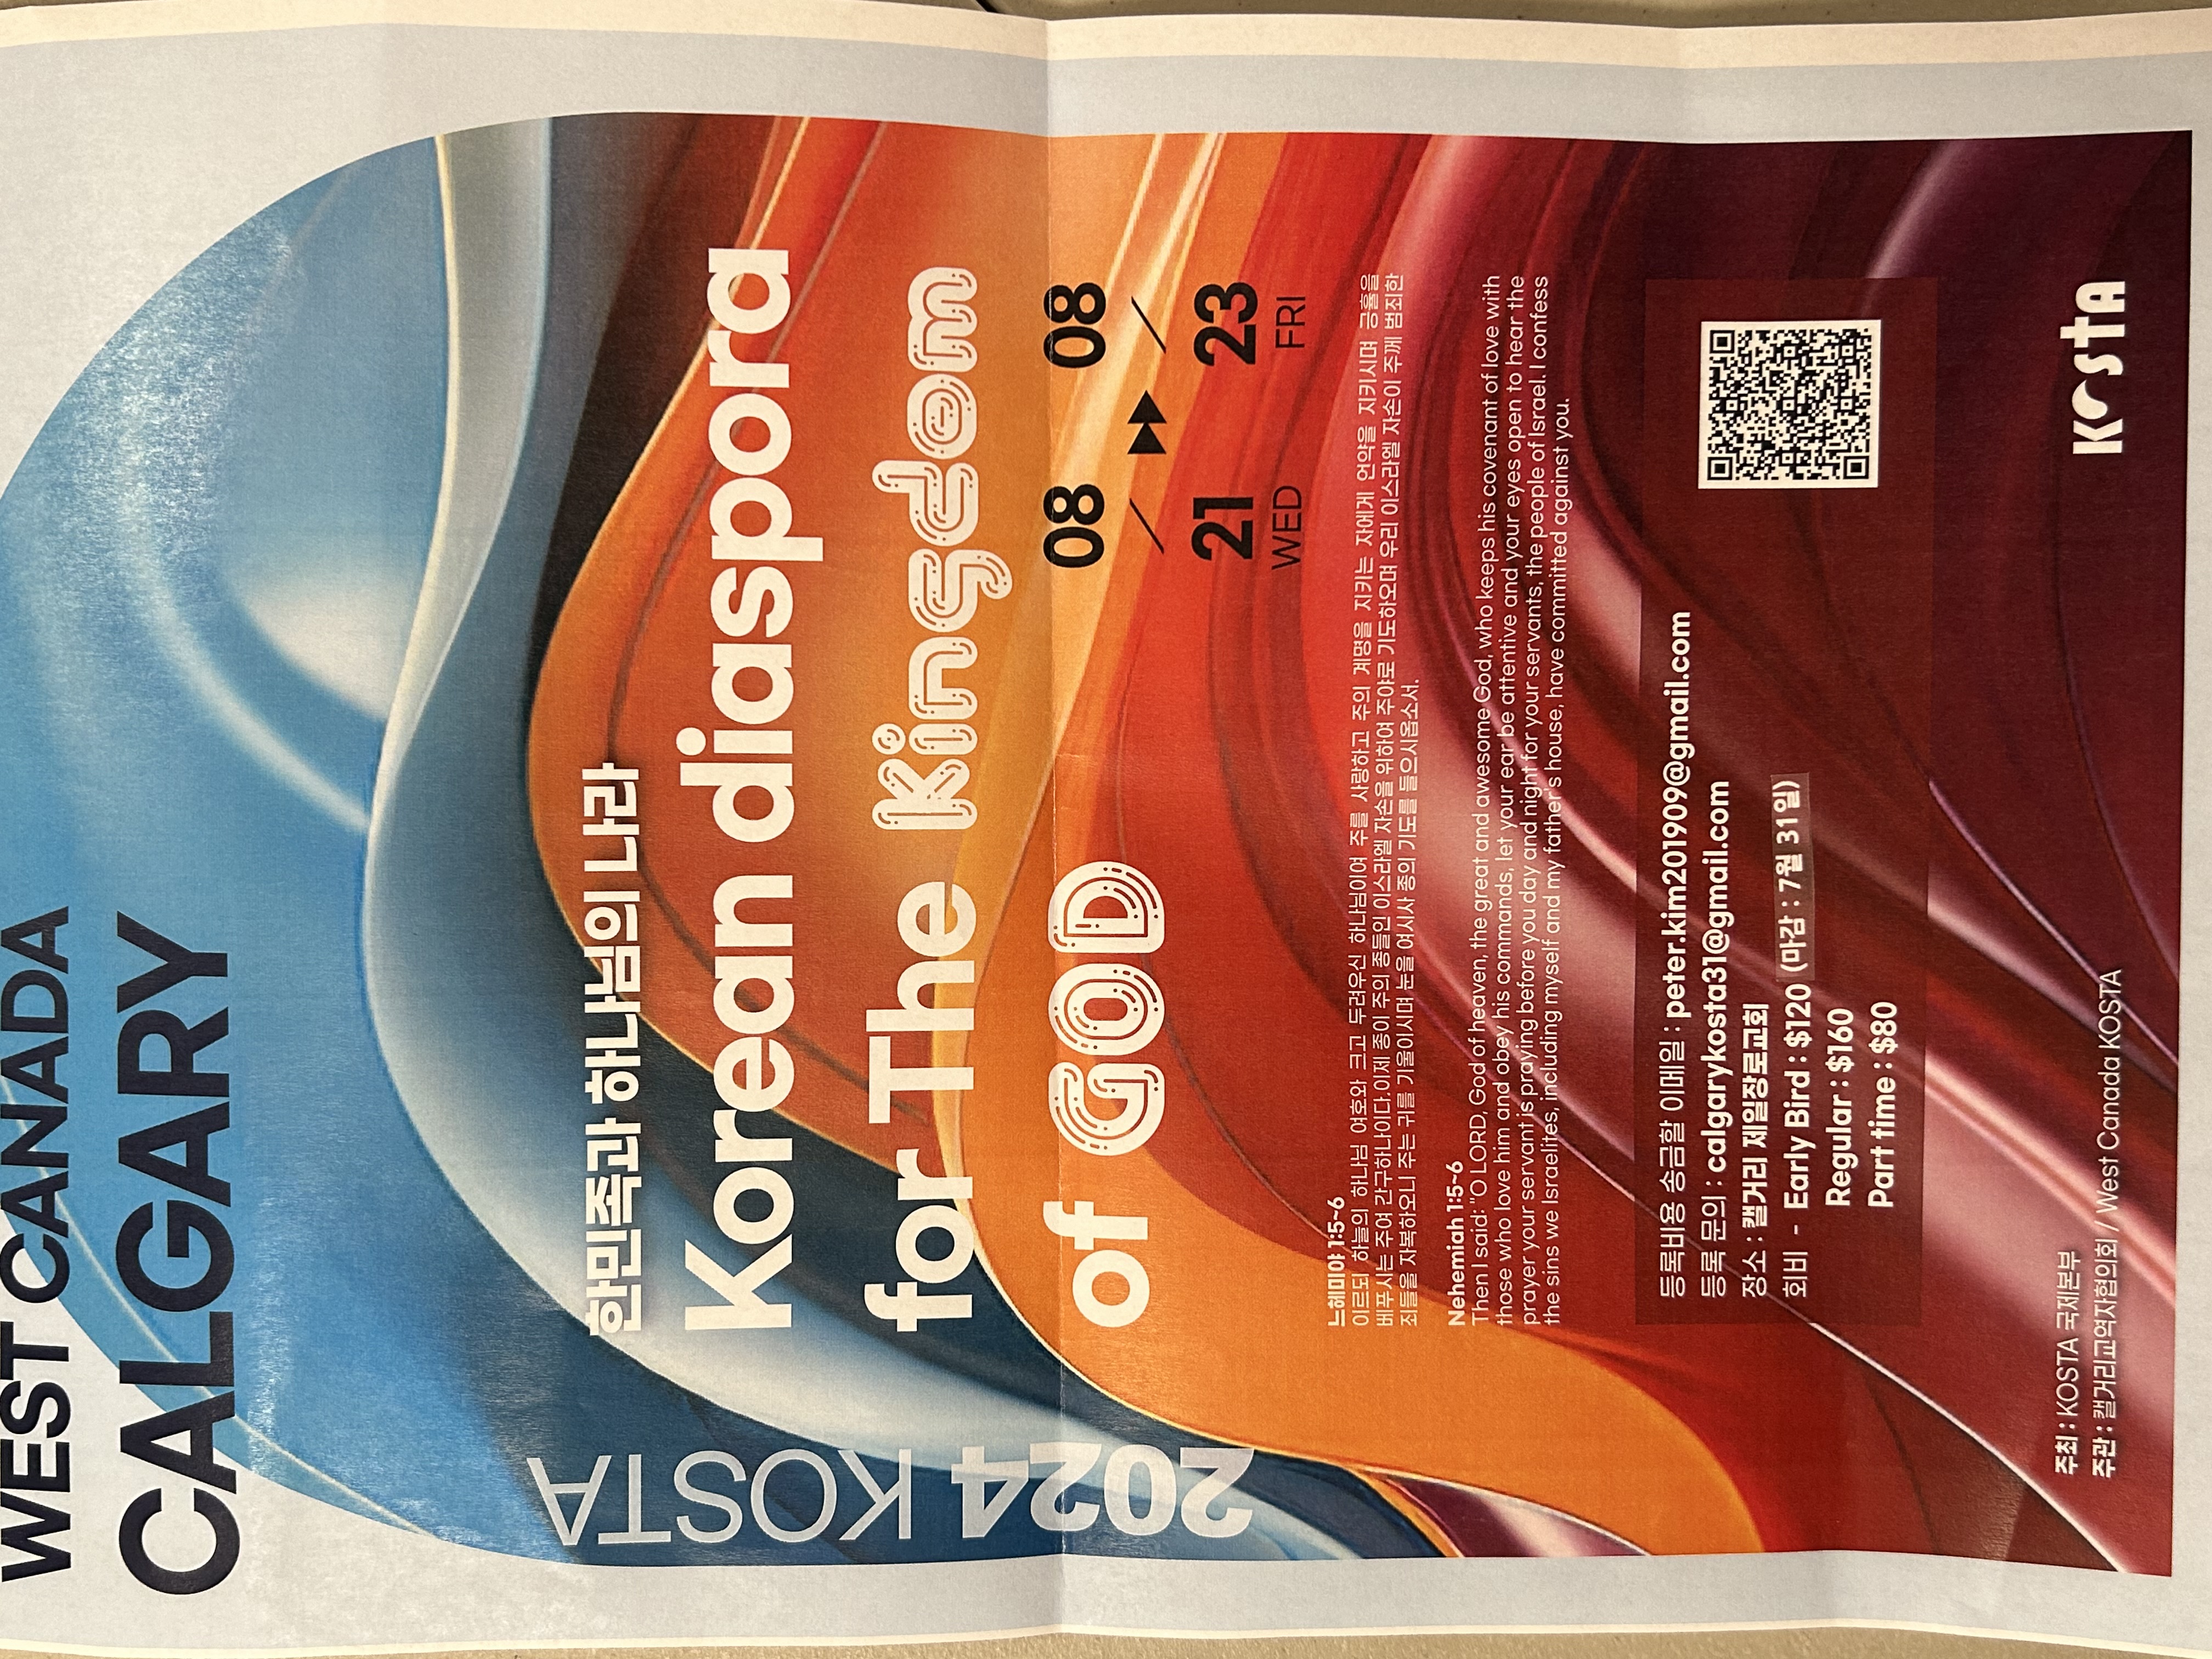 WEST CANADA
CALGARY
2024 KOSTA
한민족과 하나님의 나라
Korean diaspora
for The Kingdom
of GOD
08 / 21 WED ▶▶ 08 / 23 FRI
느헤미야 1:5~6
이르되 하늘의 하나님 여호와 크고 두려우신 하나님이여 주를 사랑하고 주의 계명을 지키는 자에게 언약을 지키시며 긍휼을
베푸시는 주여 간구하나이다.이제 종이 주의 종들인 이스라엘 자손을 위하여 주야로 기도하오며 우리 이스라엘 자손이 주께 범죄한
죄들을 자복하오니 주는 귀를 기울이시며 눈을 여시사 종의 기도를 들으시옵소서.
Nehemiah 1:5~6
Then I said: "O LORD, God of heaven, the great and awesome God, who keeps his covenant of love with
those who love him and obey his commands, let your ear be attentive and your eyes open to hear the
prayer your servant is praying before you day and night for your servants, the people of Israel. I confess
the sins we Israelites, including myself and my father's house, have committed against you.
등록비용 송금할 이메일 : peter.kim201909@gmail.com
등록 문의 : calgarykosta31@gmail.com
장소 : 캘거리 제일장로교회
회비 - Early Bird : $120 (마감 : 7월 31일)
Regular : $160
Part time : $80
주최 : KOSTA 국제본부
주관 : 캘거리교역자협의회 / West Canada KOSTA
KOSTA